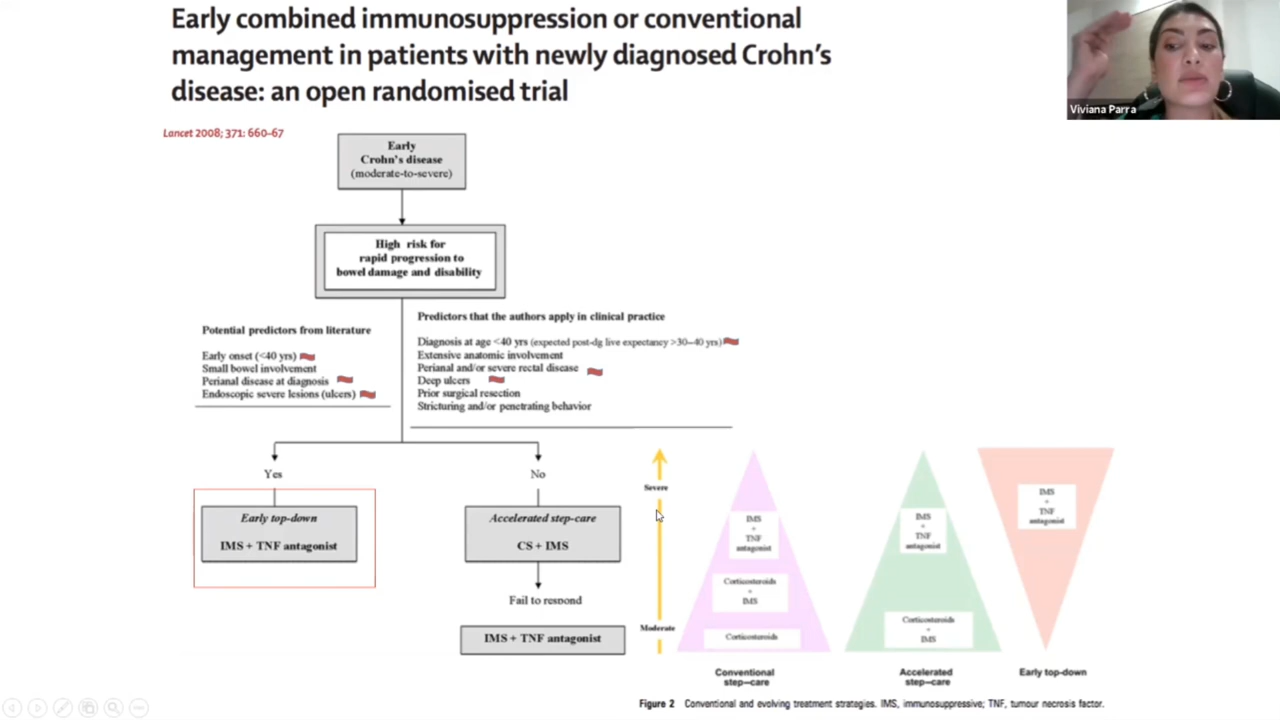 Early combined immunosuppression or conventional
management in patients with newly diagnosed Crohn's
disease: an open randomised trial
Viviana Parra
Lancet 2008; 371: 660–67
Early
Crohn's disease
(moderate-to-severe)
High risk for
rapid progression to
bowel damage and disability
Potential predictors from literature
Early onset (<40 yrs)
Small bowel involvement
Perianal disease at diagnosis
Endoscopic severe lesions (ulcers)
Predictors that the authors apply in clinical practice
Diagnosis at age <40 yrs (expected post-dg live expectancy >30–40 yrs)
Extensive anatomic involvement
Perianal and/or severe rectal disease
Deep ulcers
Prior surgical resection
Stricturing and/or penetrating behavior
Yes
No
Early top-down
IMS + TNF antagonist
Accelerated step-care
CS + IMS
Fail to respond
IMS + TNF antagonist
Severe
Moderate
IMS
+
TNF
antagonist
Corticosteroids
+
IMS
Corticosteroids
Conventional
step–care
IMS
+
TNF
antagonist
Corticosteroids
+
IMS
Accelerated
step–care
IMS
+
TNF
antagonist
Early top–down
Figure 2 Conventional and evolving treatment strategies. IMS, immunosuppressive; TNF, tumour necrosis factor.